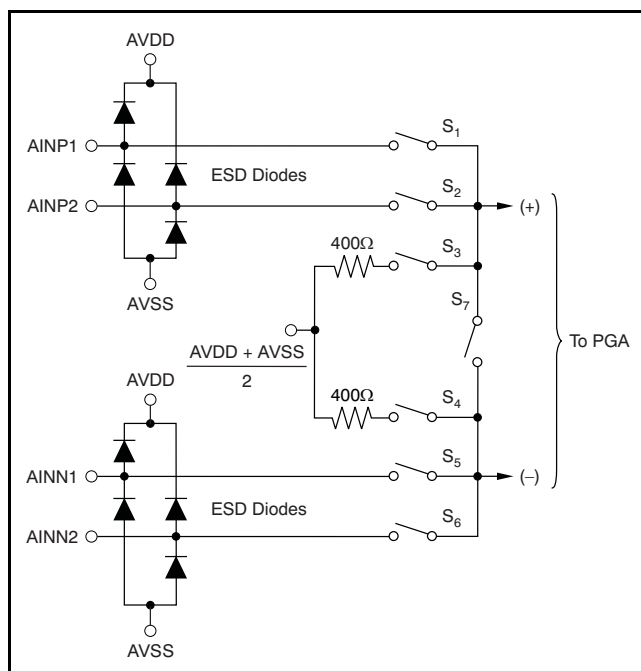 AVDD
AINP1
S1
ESD Diodes
AINP2
S2
(+)
400Ω
S3
AVSS
S7
To PGA
AVDD + AVSS
2
AVDD
400Ω
S4
AINN1
S5
(–)
ESD Diodes
AINN2
S6
AVSS